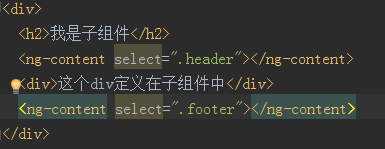 <div>
<h2>我是子组件</h2>
<ng-content select=".header"></ng-content>
<div>这个div定义在子组件中</div>
<ng-content select=".footer"></ng-content>
</div>